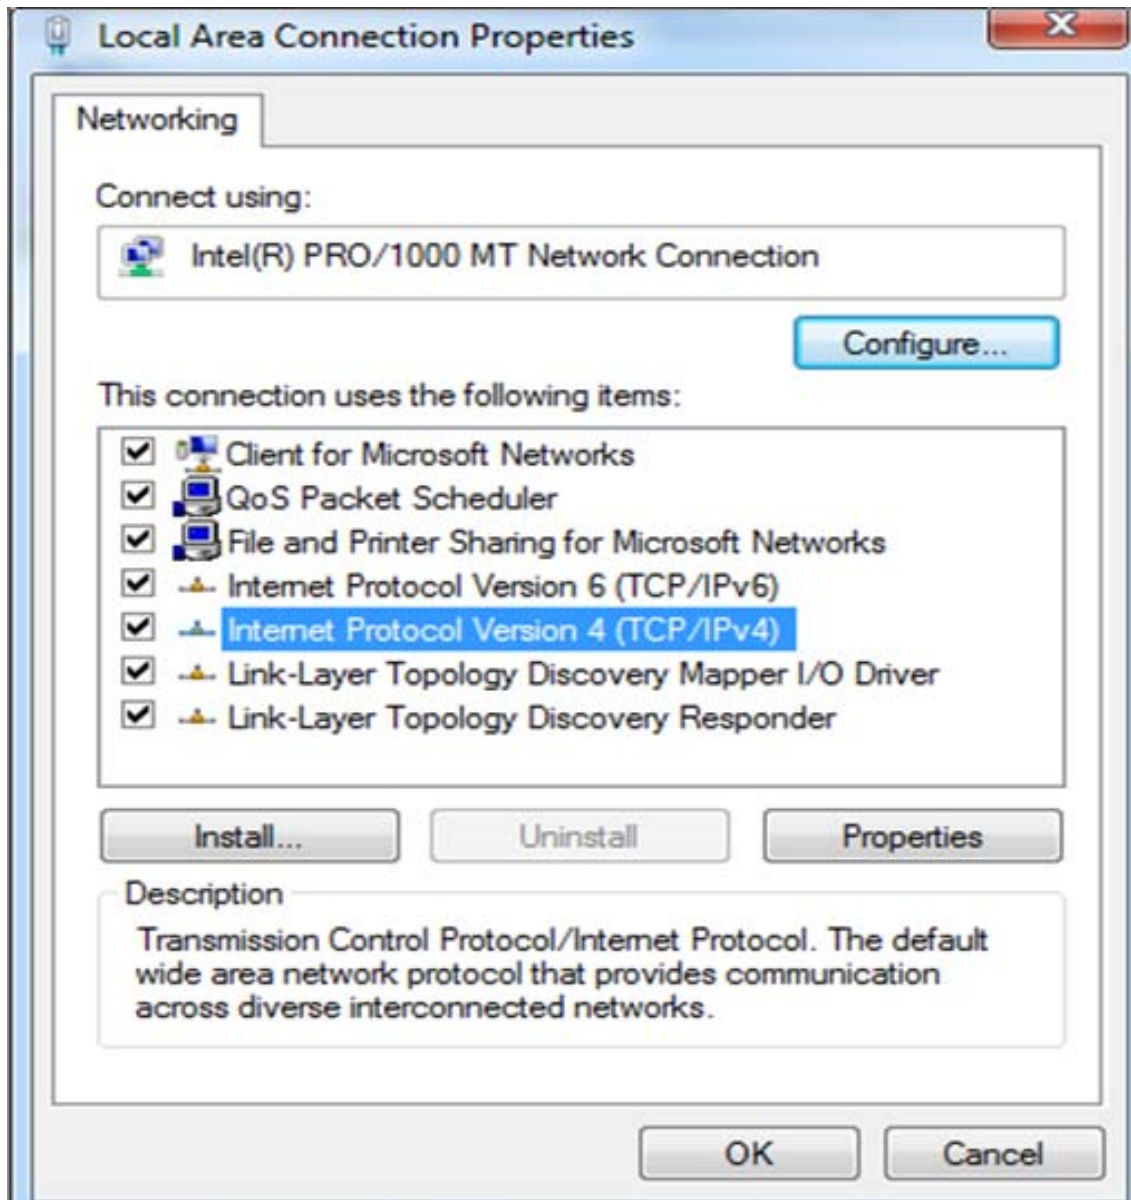 Local Area Connection Properties
Networking
Connect using:
Intel(R) PRO/1000 MT Network Connection
Configure...
This connection uses the following items:
Client for Microsoft Networks
QoS Packet Scheduler
File and Printer Sharing for Microsoft Networks
Internet Protocol Version 6 (TCP/IPv6)
Internet Protocol Version 4 (TCP/IPv4)
Link-Layer Topology Discovery Mapper I/O Driver
Link-Layer Topology Discovery Responder
Install...
Uninstall
Properties
Description
Transmission Control Protocol/Internet Protocol. The default
wide area network protocol that provides communication
across diverse interconnected networks.
OK
Cancel